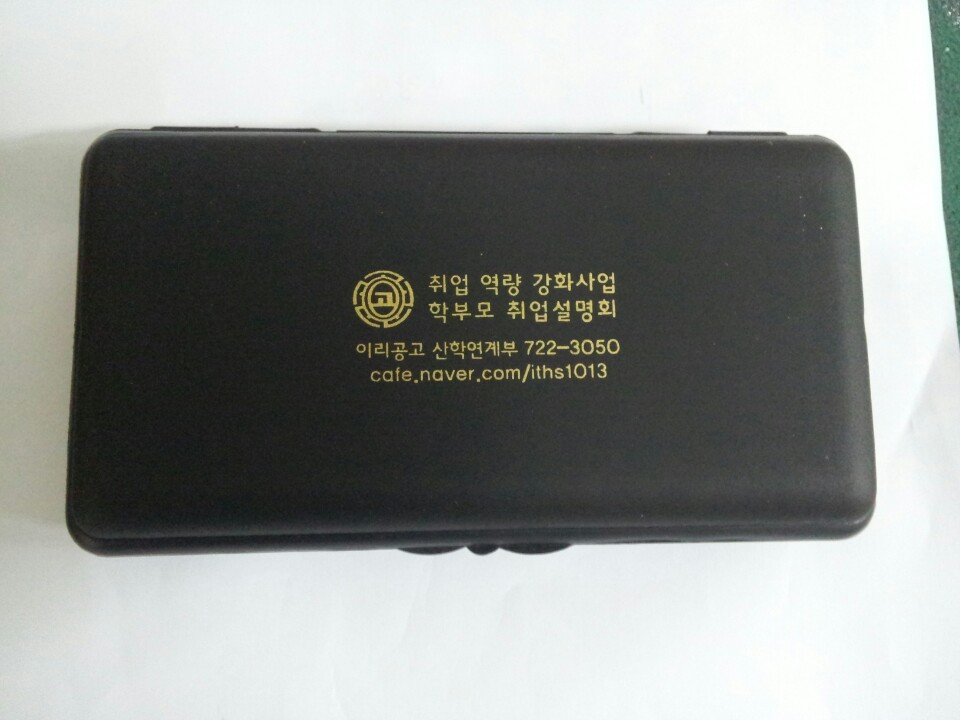 고
취업 역량 강화사업
학부모 취업설명회
이리공고 산학연계부 722-3050
cafe.naver.com/iths1013